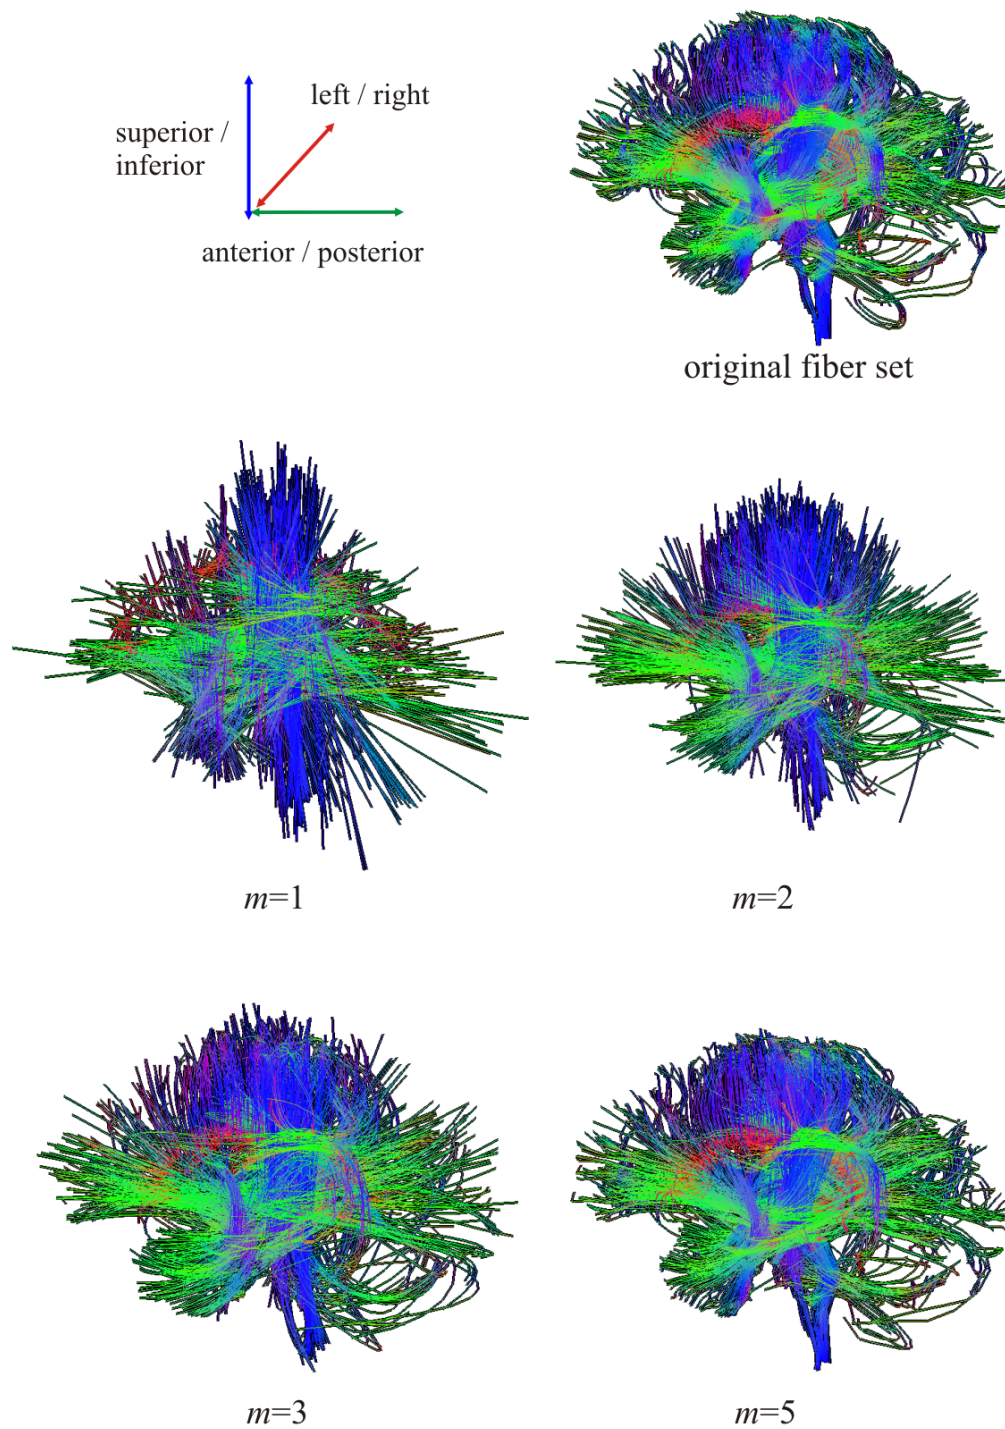 left / right
superior /
inferior
anterior / posterior
original fiber set
m=1
m=2
m=3
m=5